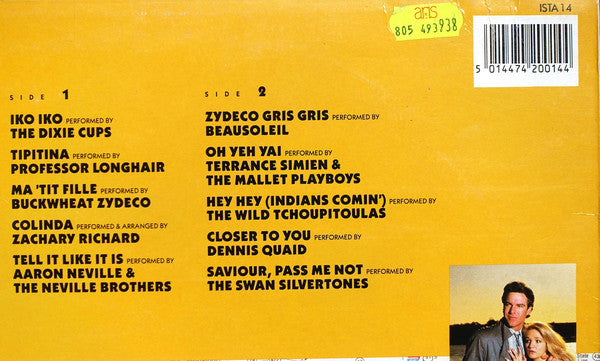 aris
805 493938
ISTA 14
5 014474 200144
SIDE 1
IKO IKO PERFORMED BY
THE DIXIE CUPS
TIPITINA PERFORMED BY
PROFESSOR LONGHAIR
MA 'TIT FILLE PERFORMED BY
BUCKWHEAT ZYDECO
COLINDA PERFORMED & ARRANGED BY
ZACHARY RICHARD
TELL IT LIKE IT IS PERFORMED BY
AARON NEVILLE &
THE NEVILLE BROTHERS
SIDE 2
ZYDECO GRIS GRIS PERFORMED BY
BEAUSOLEIL
OH YEH YAI PERFORMED BY
TERRANCE SIMIEN &
THE MALLET PLAYBOYS
HEY HEY (INDIANS COMIN') PERFORMED BY
THE WILD TCHOUPITOULAS
CLOSER TO YOU PERFORMED BY
DENNIS QUAID
SAVIOUR, PASS ME NOT PERFORMED BY
THE SWAN SILVERTONES